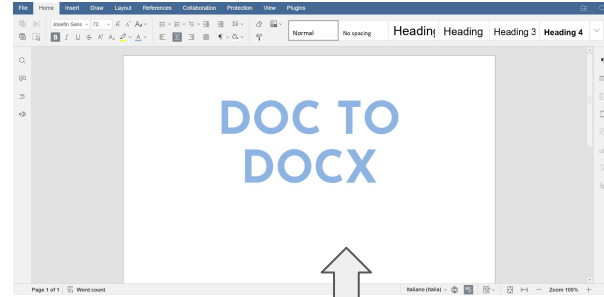 File Home Insert Draw Layout References Collaboration Protection View Plugins
Josefin Sans 72
Normal No spacing Heading Heading Heading 3 Heading 4
DOC TO
DOCX
Page 1 of 1 Word count Italiano (Italia) Zoom 100%